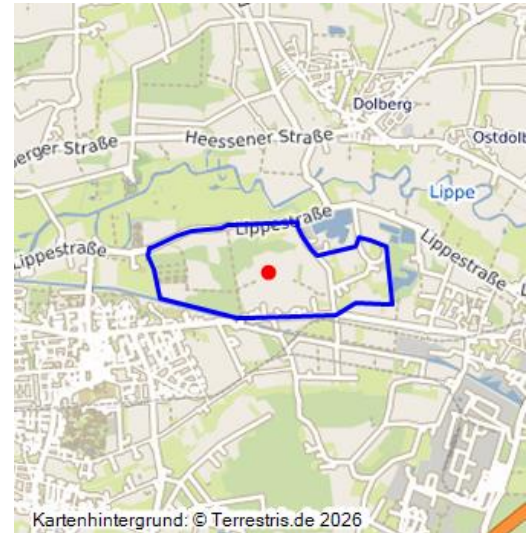 Dolberg
Heessener Straße
erger Straße
Ostdolb
Lippe
Lippestraße
Lippestraße
Lippestraße
L
Kartenhintergrund: © Terrestris.de 2026